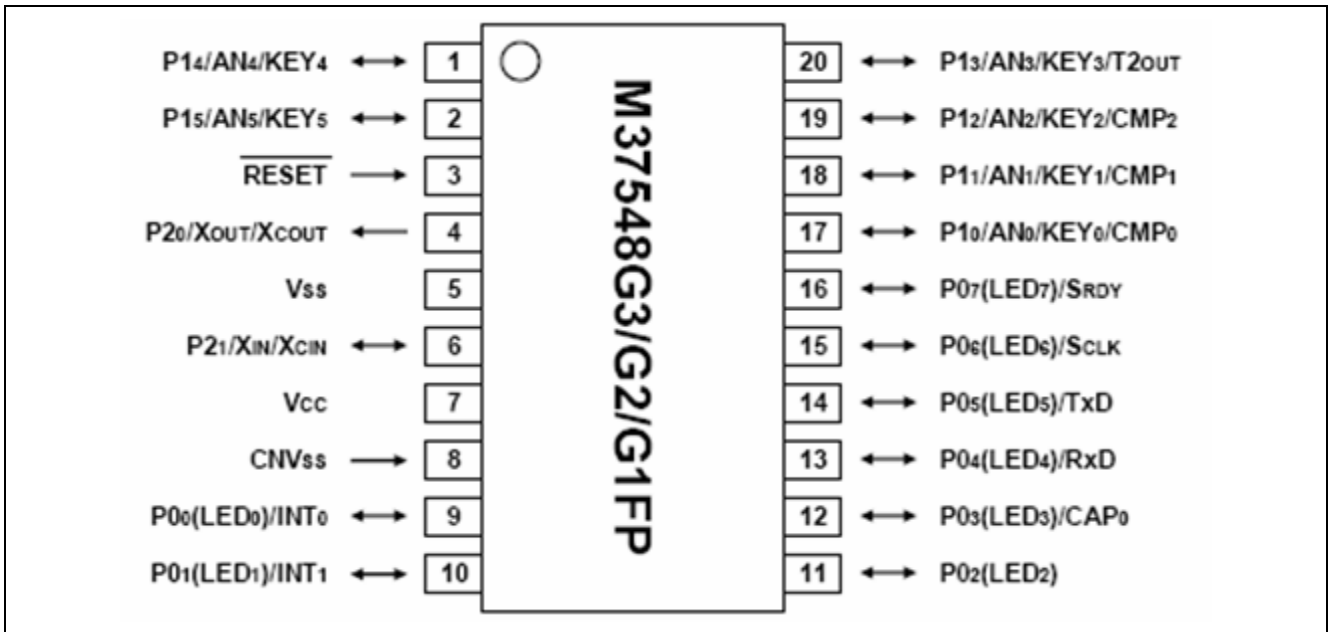 P14/AN4/KEY4 1
P15/AN5/KEY5 2
RESET 3
P20/XOUT/XCOUT 4
Vss 5
P21/XIN/XCIN 6
Vcc 7
CNVss 8
P00(LED0)/INT0 9
P01(LED1)/INT1 10
M37548G3/G2/G1FP
20 P13/AN3/KEY3/T2OUT
19 P12/AN2/KEY2/CMP2
18 P11/AN1/KEY1/CMP1
17 P10/AN0/KEY0/CMP0
16 P07(LED7)/SRDY
15 P06(LED6)/SCLK
14 P05(LED5)/TxD
13 P04(LED4)/RxD
12 P03(LED3)/CAP0
11 P02(LED2)